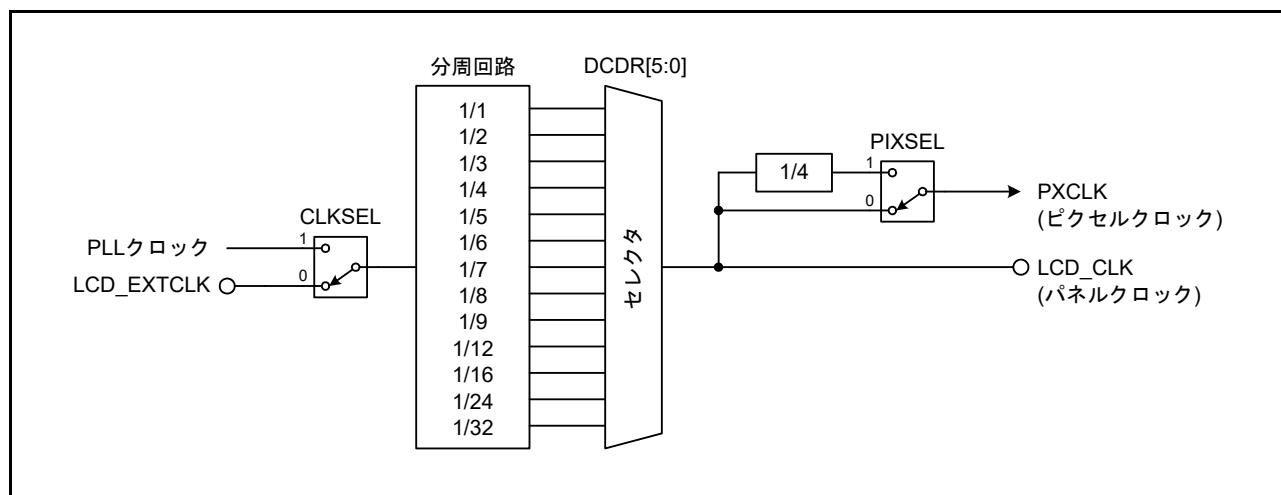 分周回路
DCDR[5:0]
1/1
1/2
1/3
1/4
1/5
1/6
1/7
1/8
1/9
1/12
1/16
1/24
1/32
CLKSEL
PLLクロック
1
LCD_EXTCLK
0
セレクタ
PIXSEL
1/4
1
0
PXCLK
(ピクセルクロック)
LCD_CLK
(パネルクロック)